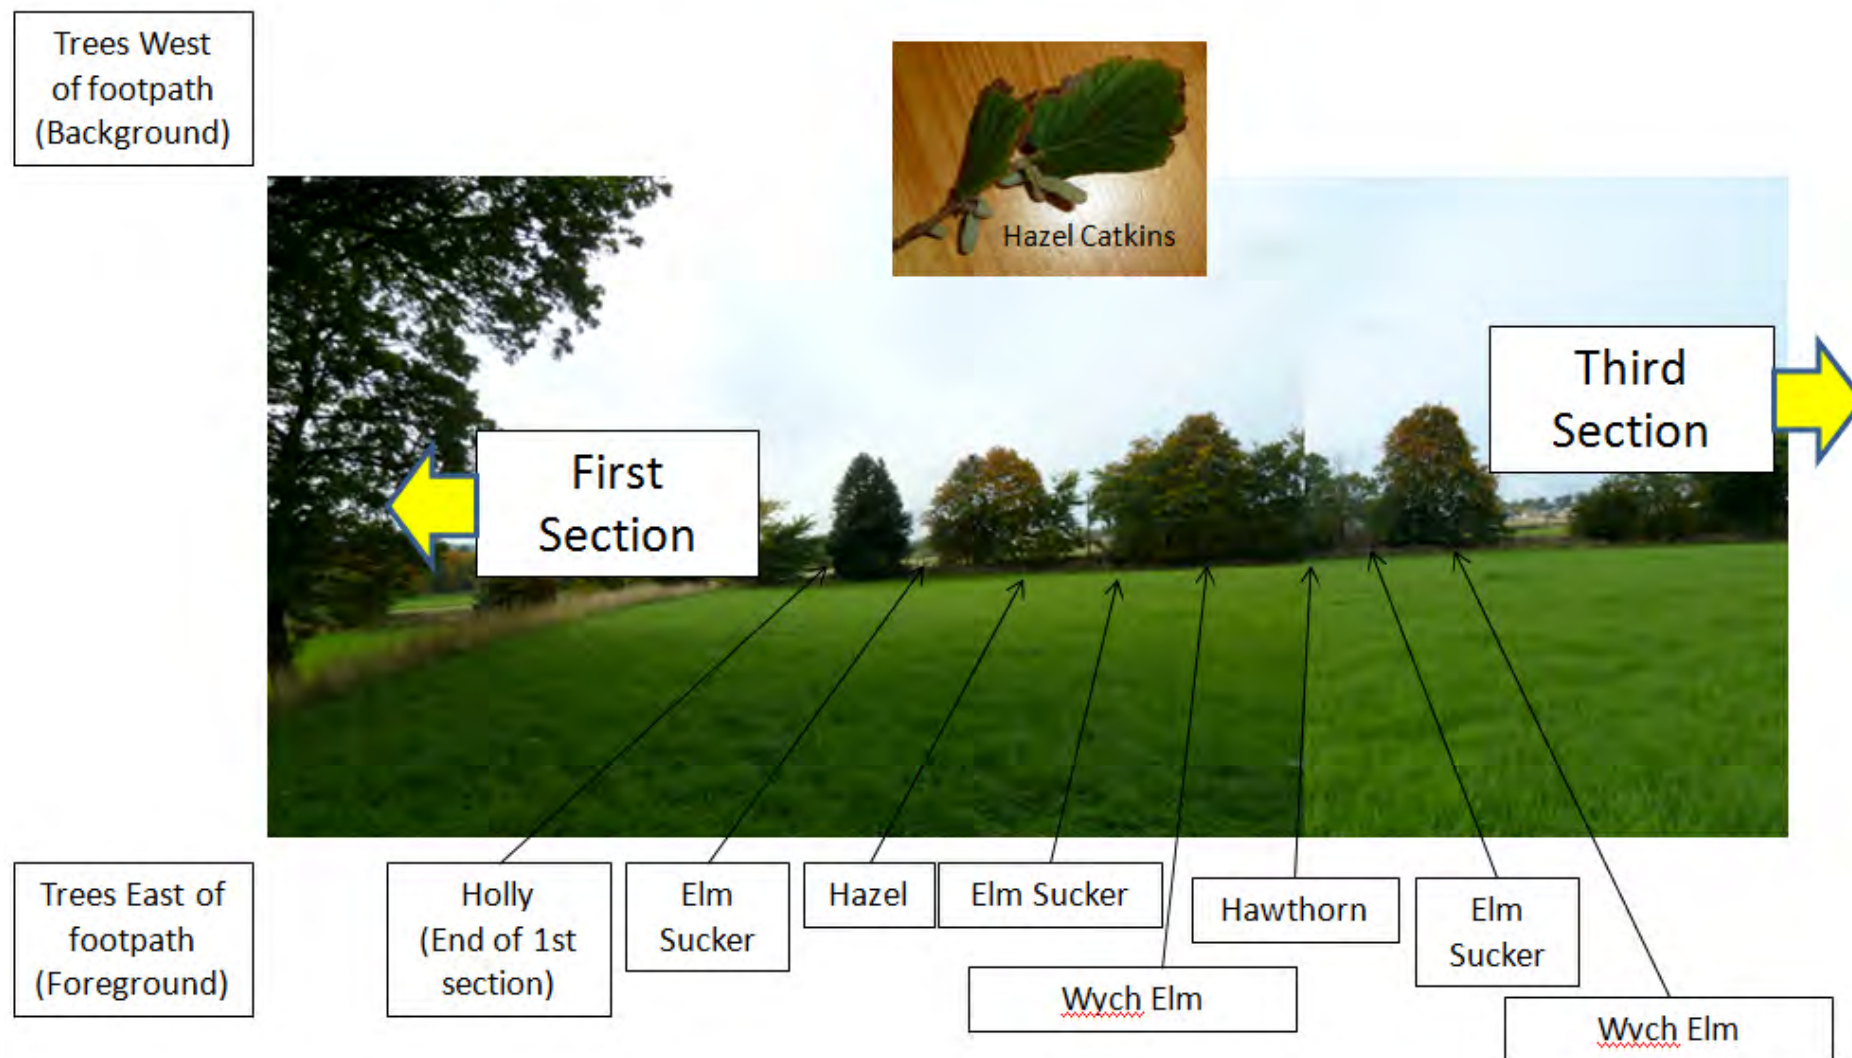 Trees West
of footpath
(Background)
Hazel Catkins
Third
Section
First
Section
Trees East of
footpath
(Foreground)
Holly
(End of 1st
section)
Elm
Sucker
Hazel
Elm Sucker
Wych Elm
Hawthorn
Elm
Sucker
Wych Elm